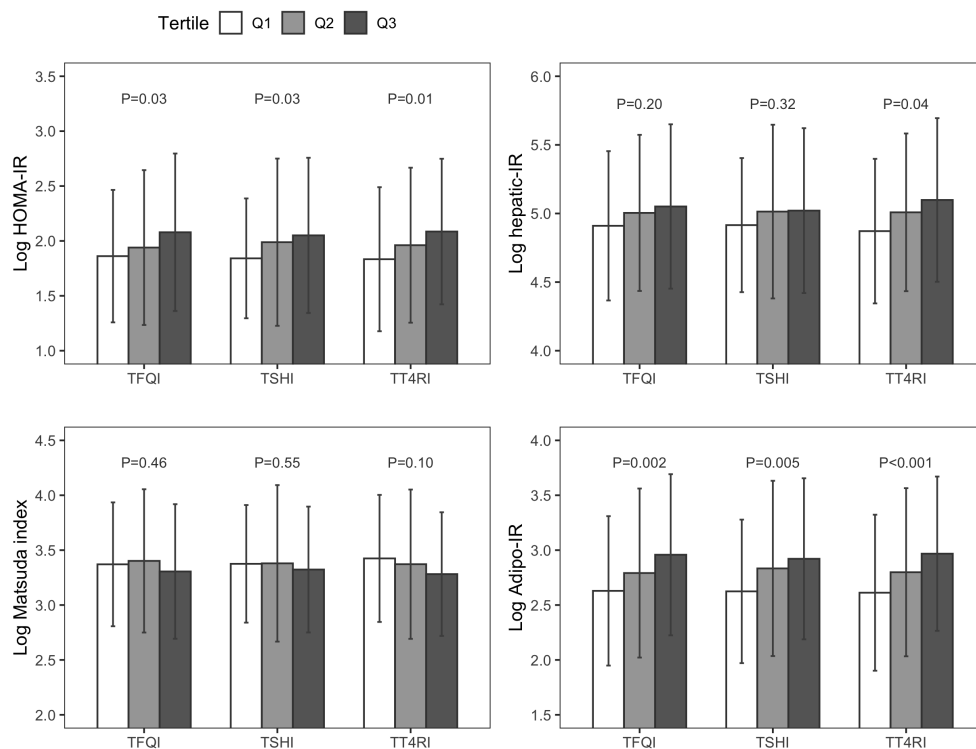 Tertile Q1 Q2 Q3
3.5
3.0
2.5
2.0
1.5
1.0
Log HOMA-IR
P=0.03 P=0.03 P=0.01
TFQI TSHI TT4RI
6.0
5.5
5.0
4.5
4.0
Log hepatic-IR
P=0.20 P=0.32 P=0.04
TFQI TSHI TT4RI
4.5
4.0
3.5
3.0
2.5
2.0
Log Matsuda index
P=0.46 P=0.55 P=0.10
TFQI TSHI TT4RI
4.0
3.5
3.0
2.5
2.0
1.5
Log Adipo-IR
P=0.002 P=0.005 P<0.001
TFQI TSHI TT4RI